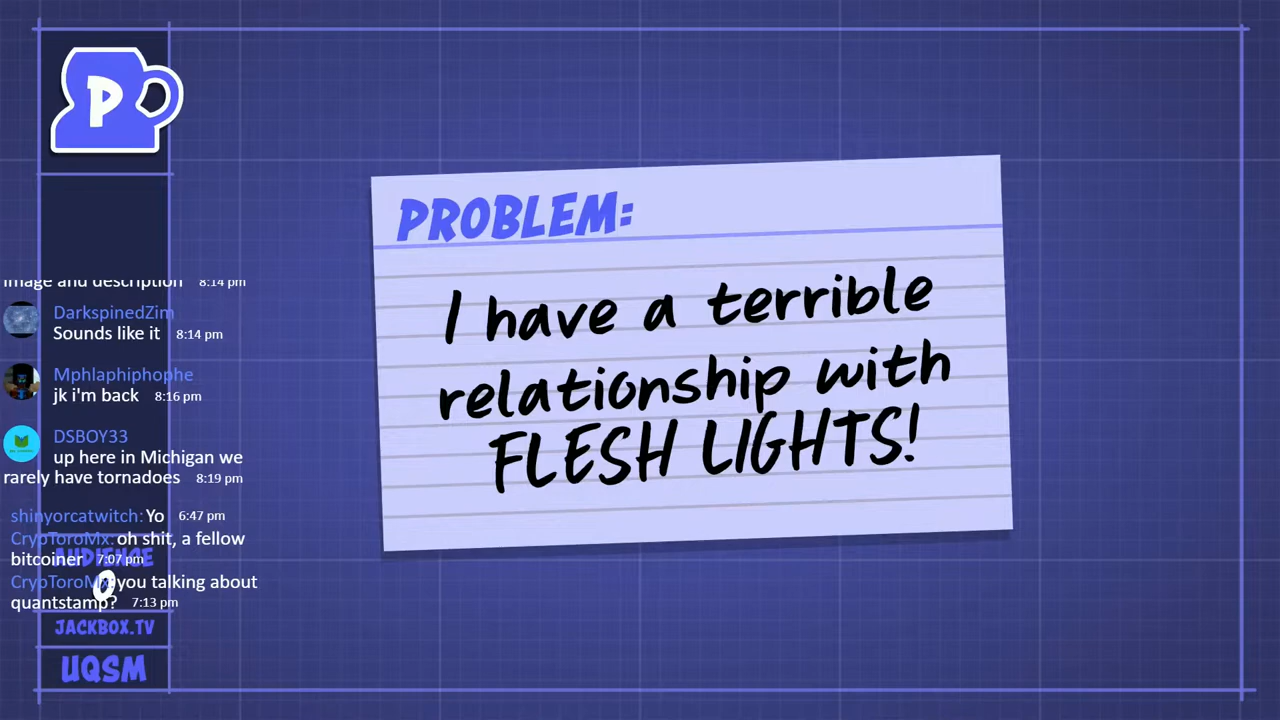 P
PROBLEM:
I have a terrible
relationship with
FLESH LIGHTS!
image and description 8:14 pm
DarkspinedZim
Sounds like it 8:14 pm
Mphlaphiphophe
jk i'm back 8:16 pm
DSBOY33
up here in Michigan we
rarely have tornadoes 8:19 pm
shinyorcatwitch: Yo 6:47 pm
CrypToroMx: oh shit, a fellow
bitcoiner 7:07 pm
AUDIENCE
0
CrypToroMx: you talking about
quantstamp? 7:13 pm
JACKBOX.TV
UQSM